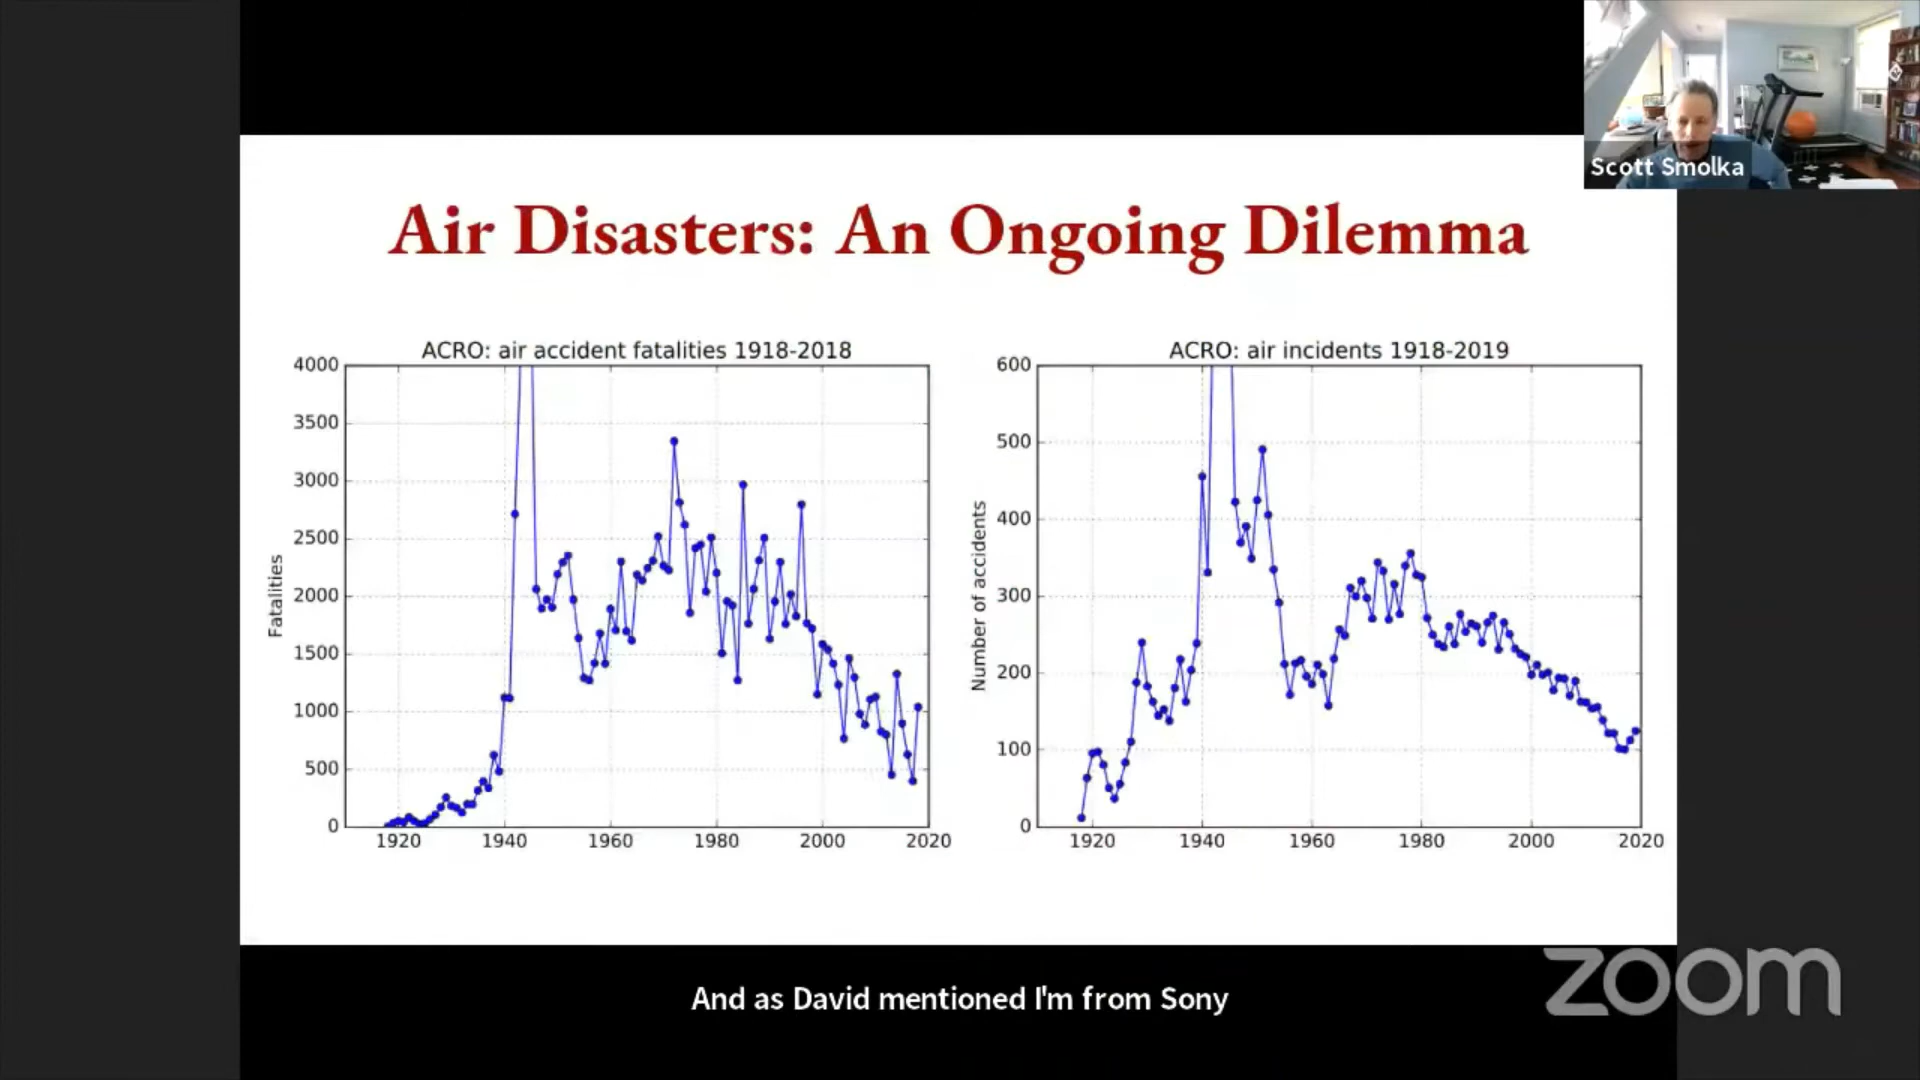 Scott Smolka
Air Disasters: An Ongoing Dilemma
ACRO: air accident fatalities 1918-2018
4000
3500
3000
2500
2000
1500
1000
500
0
Fatalities
1920 1940 1960 1980 2000 2020
ACRO: air incidents 1918-2019
600
500
400
300
200
100
0
Number of accidents
1920 1940 1960 1980 2000 2020
And as David mentioned I'm from Sony
zoom